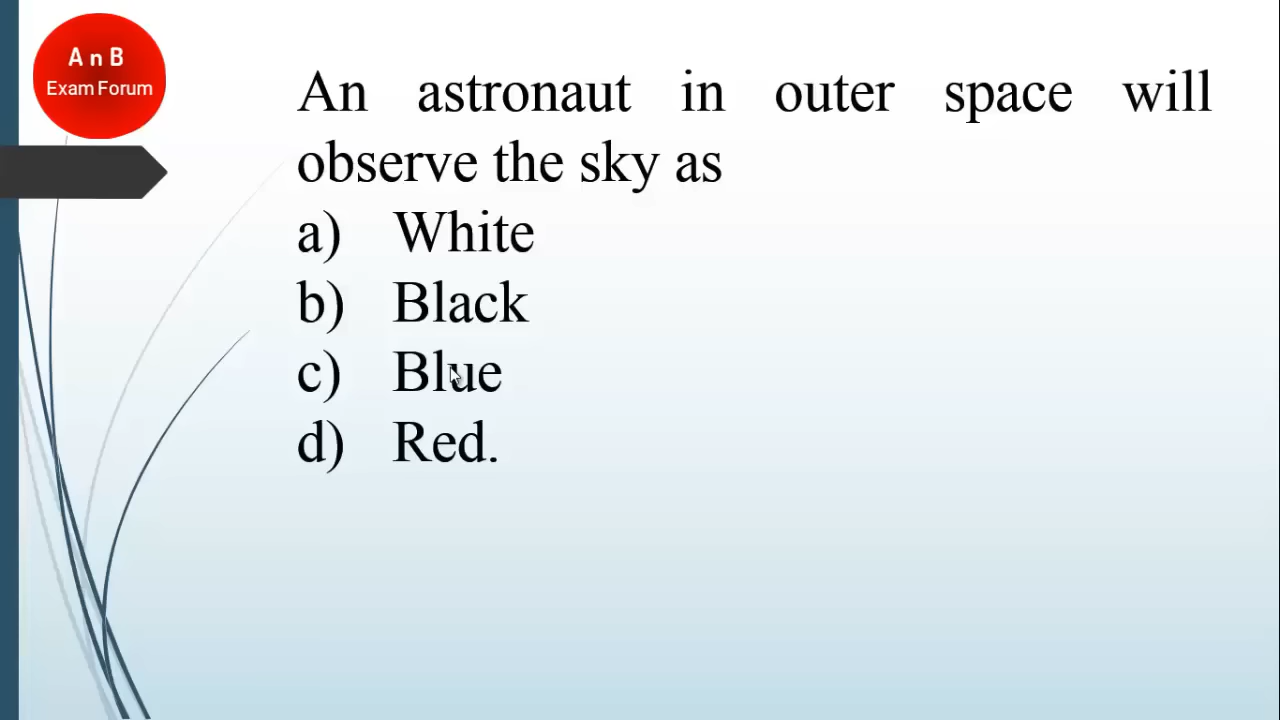 A n B
Exam Forum
An astronaut in outer space will
observe the sky as
a) White
b) Black
c) Blue
d) Red.